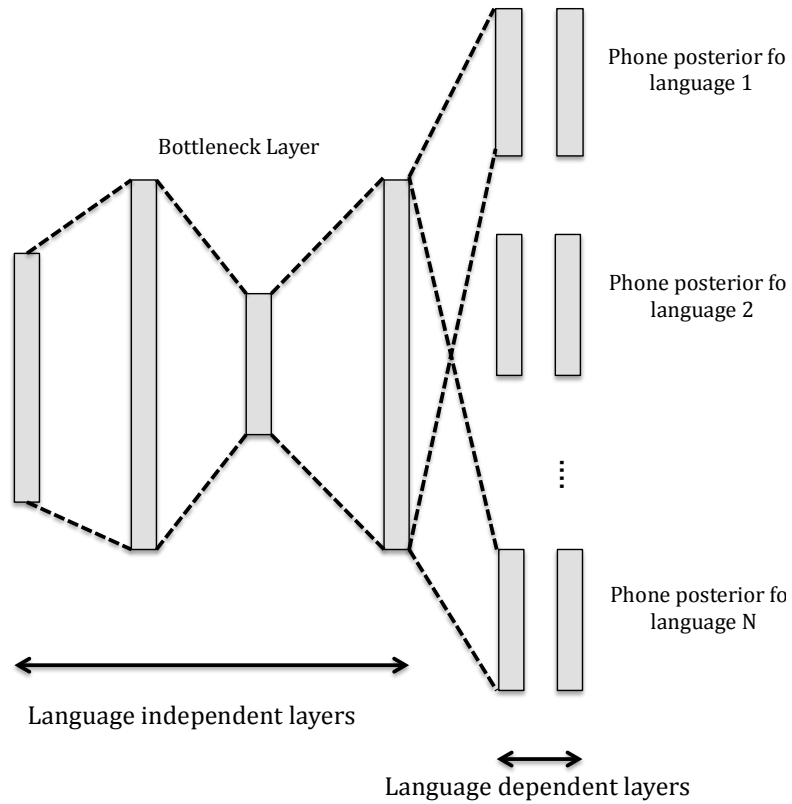 Phone posterior fo
language 1
Bottleneck Layer
Phone posterior fo
language 2
Phone posterior fo
language N
Language independent layers
Language dependent layers